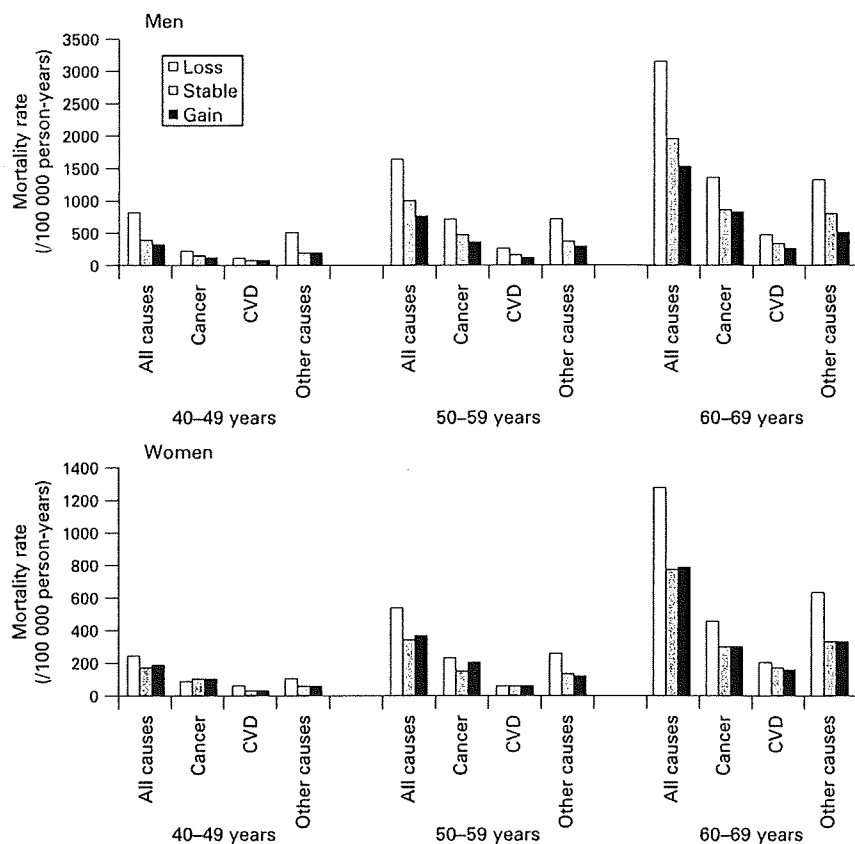 Men
Mortality rate
(/100 000 person-years)
3500
3000
2500
2000
1500
1000
500
0
Loss
Stable
Gain
All causes
Cancer
CVD
Other causes
All causes
Cancer
CVD
Other causes
All causes
Cancer
CVD
Other causes
40–49 years
50–59 years
60–69 years
Women
Mortality rate
(/100 000 person-years)
1400
1200
1000
800
600
400
200
0
All causes
Cancer
CVD
Other causes
All causes
Cancer
CVD
Other causes
All causes
Cancer
CVD
Other causes
40–49 years
50–59 years
60–69 years